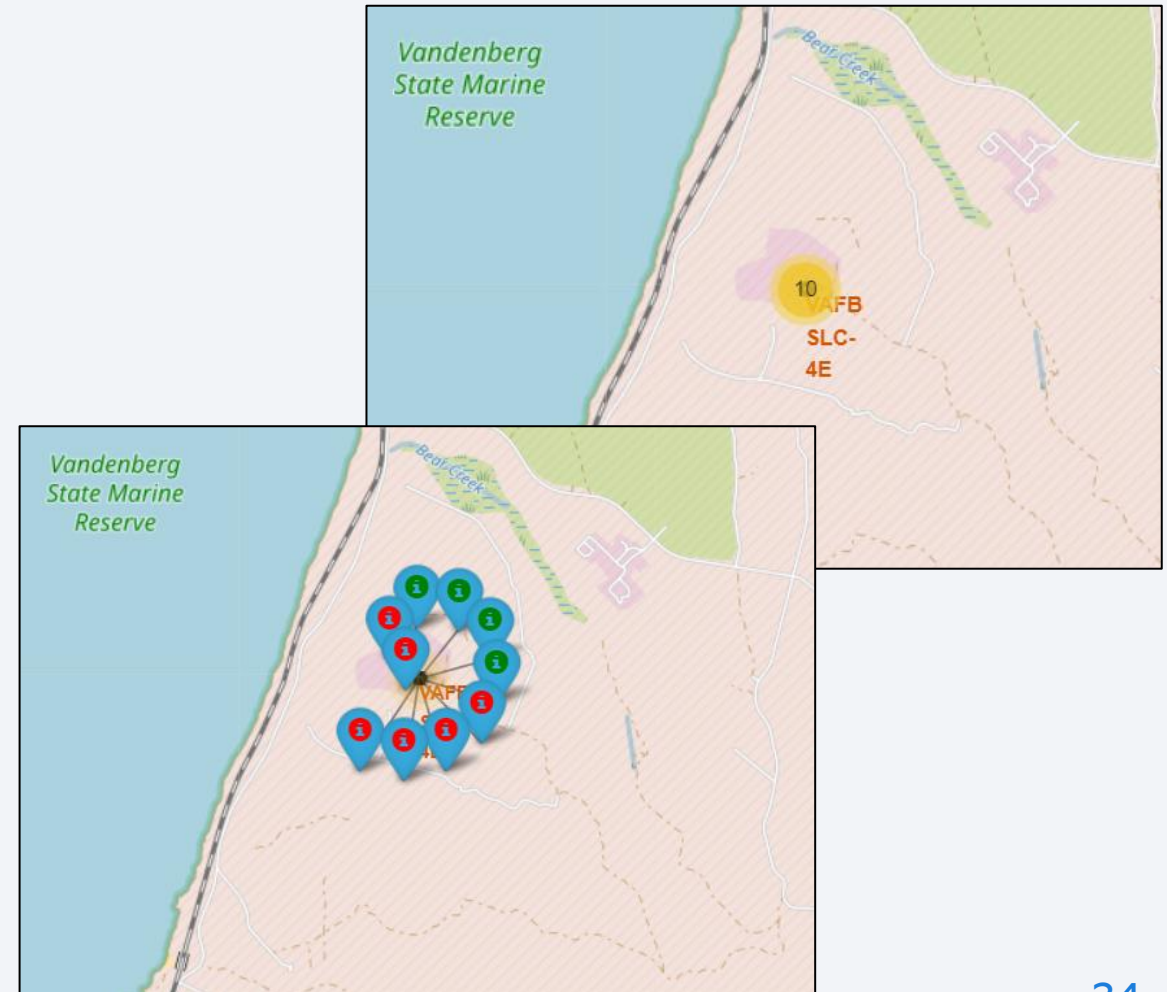 Vandenberg
State Marine
Reserve
Bear Creek
10
VAFB
SLC-
4E
Vandenberg
State Marine
Reserve
Bear Creek
i
i
i
i
i
i
i
i
i
i